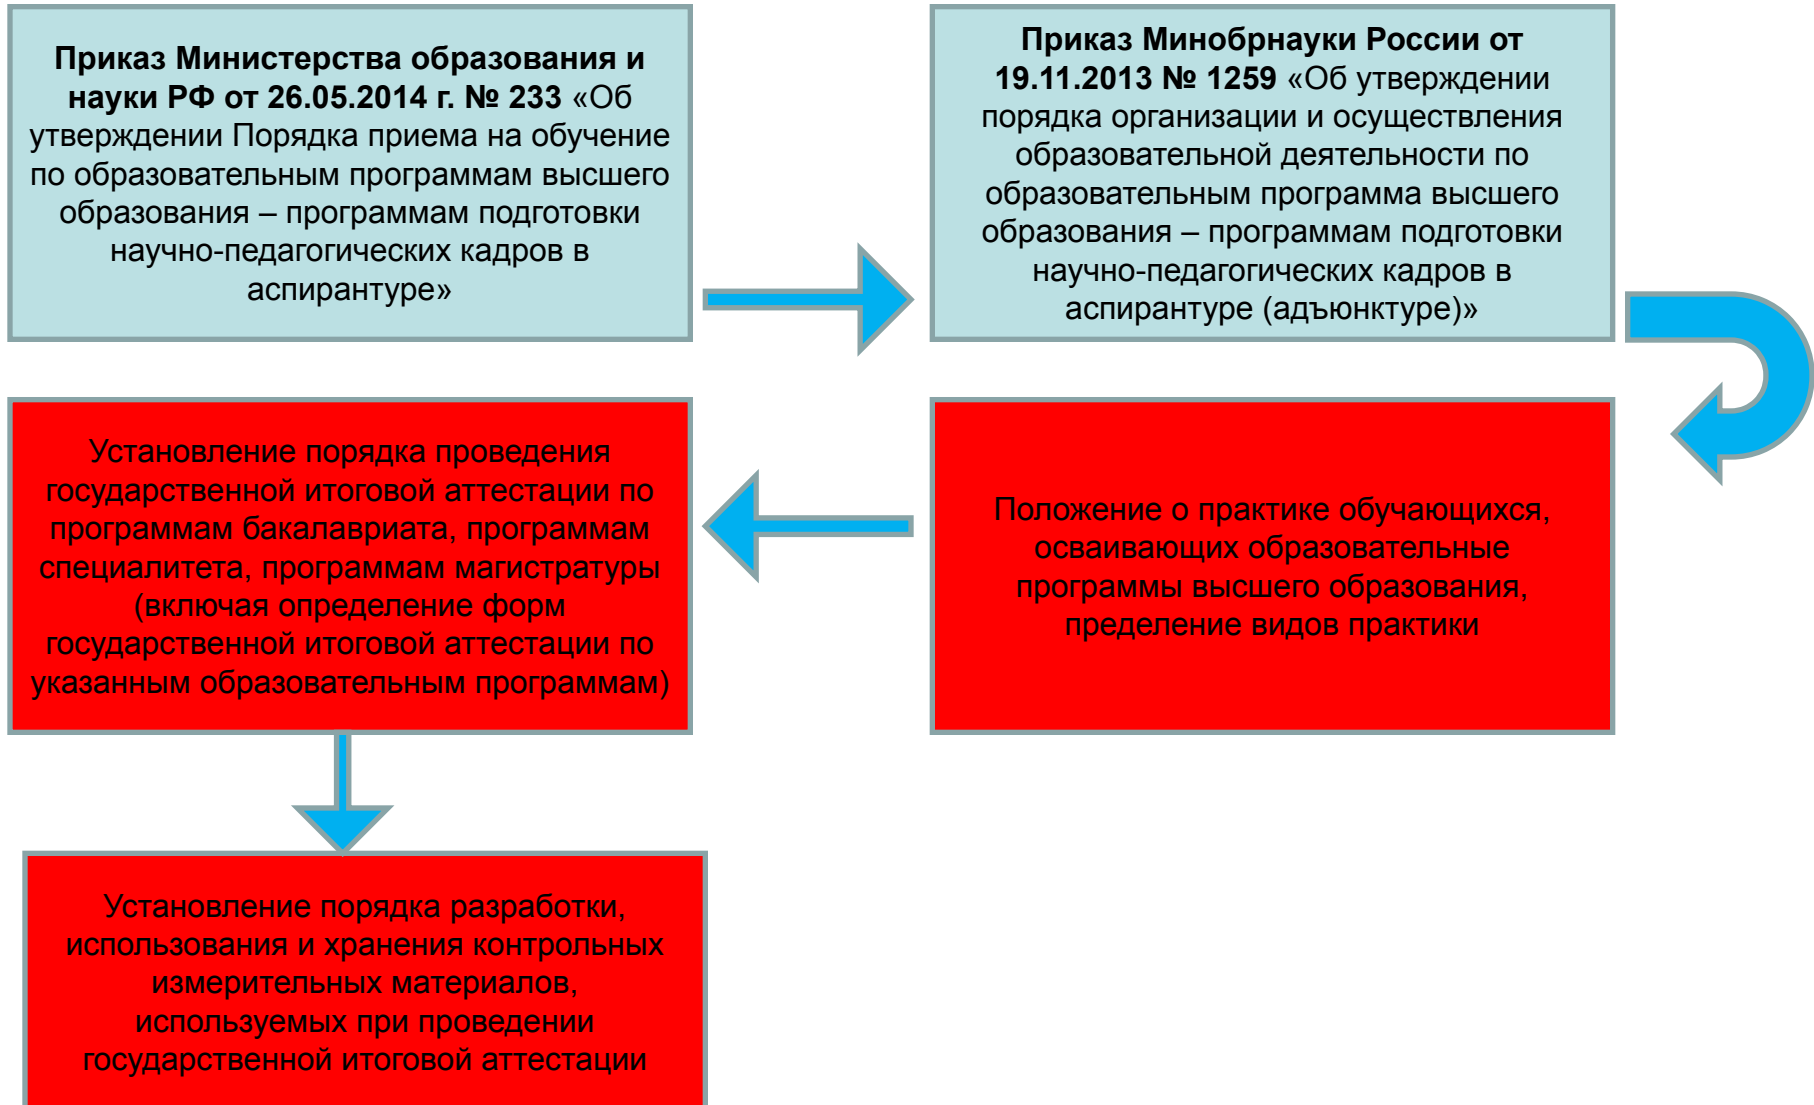 Приказ Министерства образования и
науки РФ от 26.05.2014 г. № 233 «Об
утверждении Порядка приема на обучение
по образовательным программам высшего
образования – программам подготовки
научно-педагогических кадров в
аспирантуре»
Приказ Минобрнауки России от
19.11.2013 № 1259 «Об утверждении
порядка организации и осуществления
образовательной деятельности по
образовательным программа высшего
образования – программам подготовки
научно-педагогических кадров в
аспирантуре (адъюнктуре)»
Положение о практике обучающихся,
осваивающих образовательные
программы высшего образования,
пределение видов практики
Установление порядка проведения
государственной итоговой аттестации по
программам бакалавриата, программам
специалитета, программам магистратуры
(включая определение форм
государственной итоговой аттестации по
указанным образовательным программам)
Установление порядка разработки,
использования и хранения контрольных
измерительных материалов,
используемых при проведении
государственной итоговой аттестации